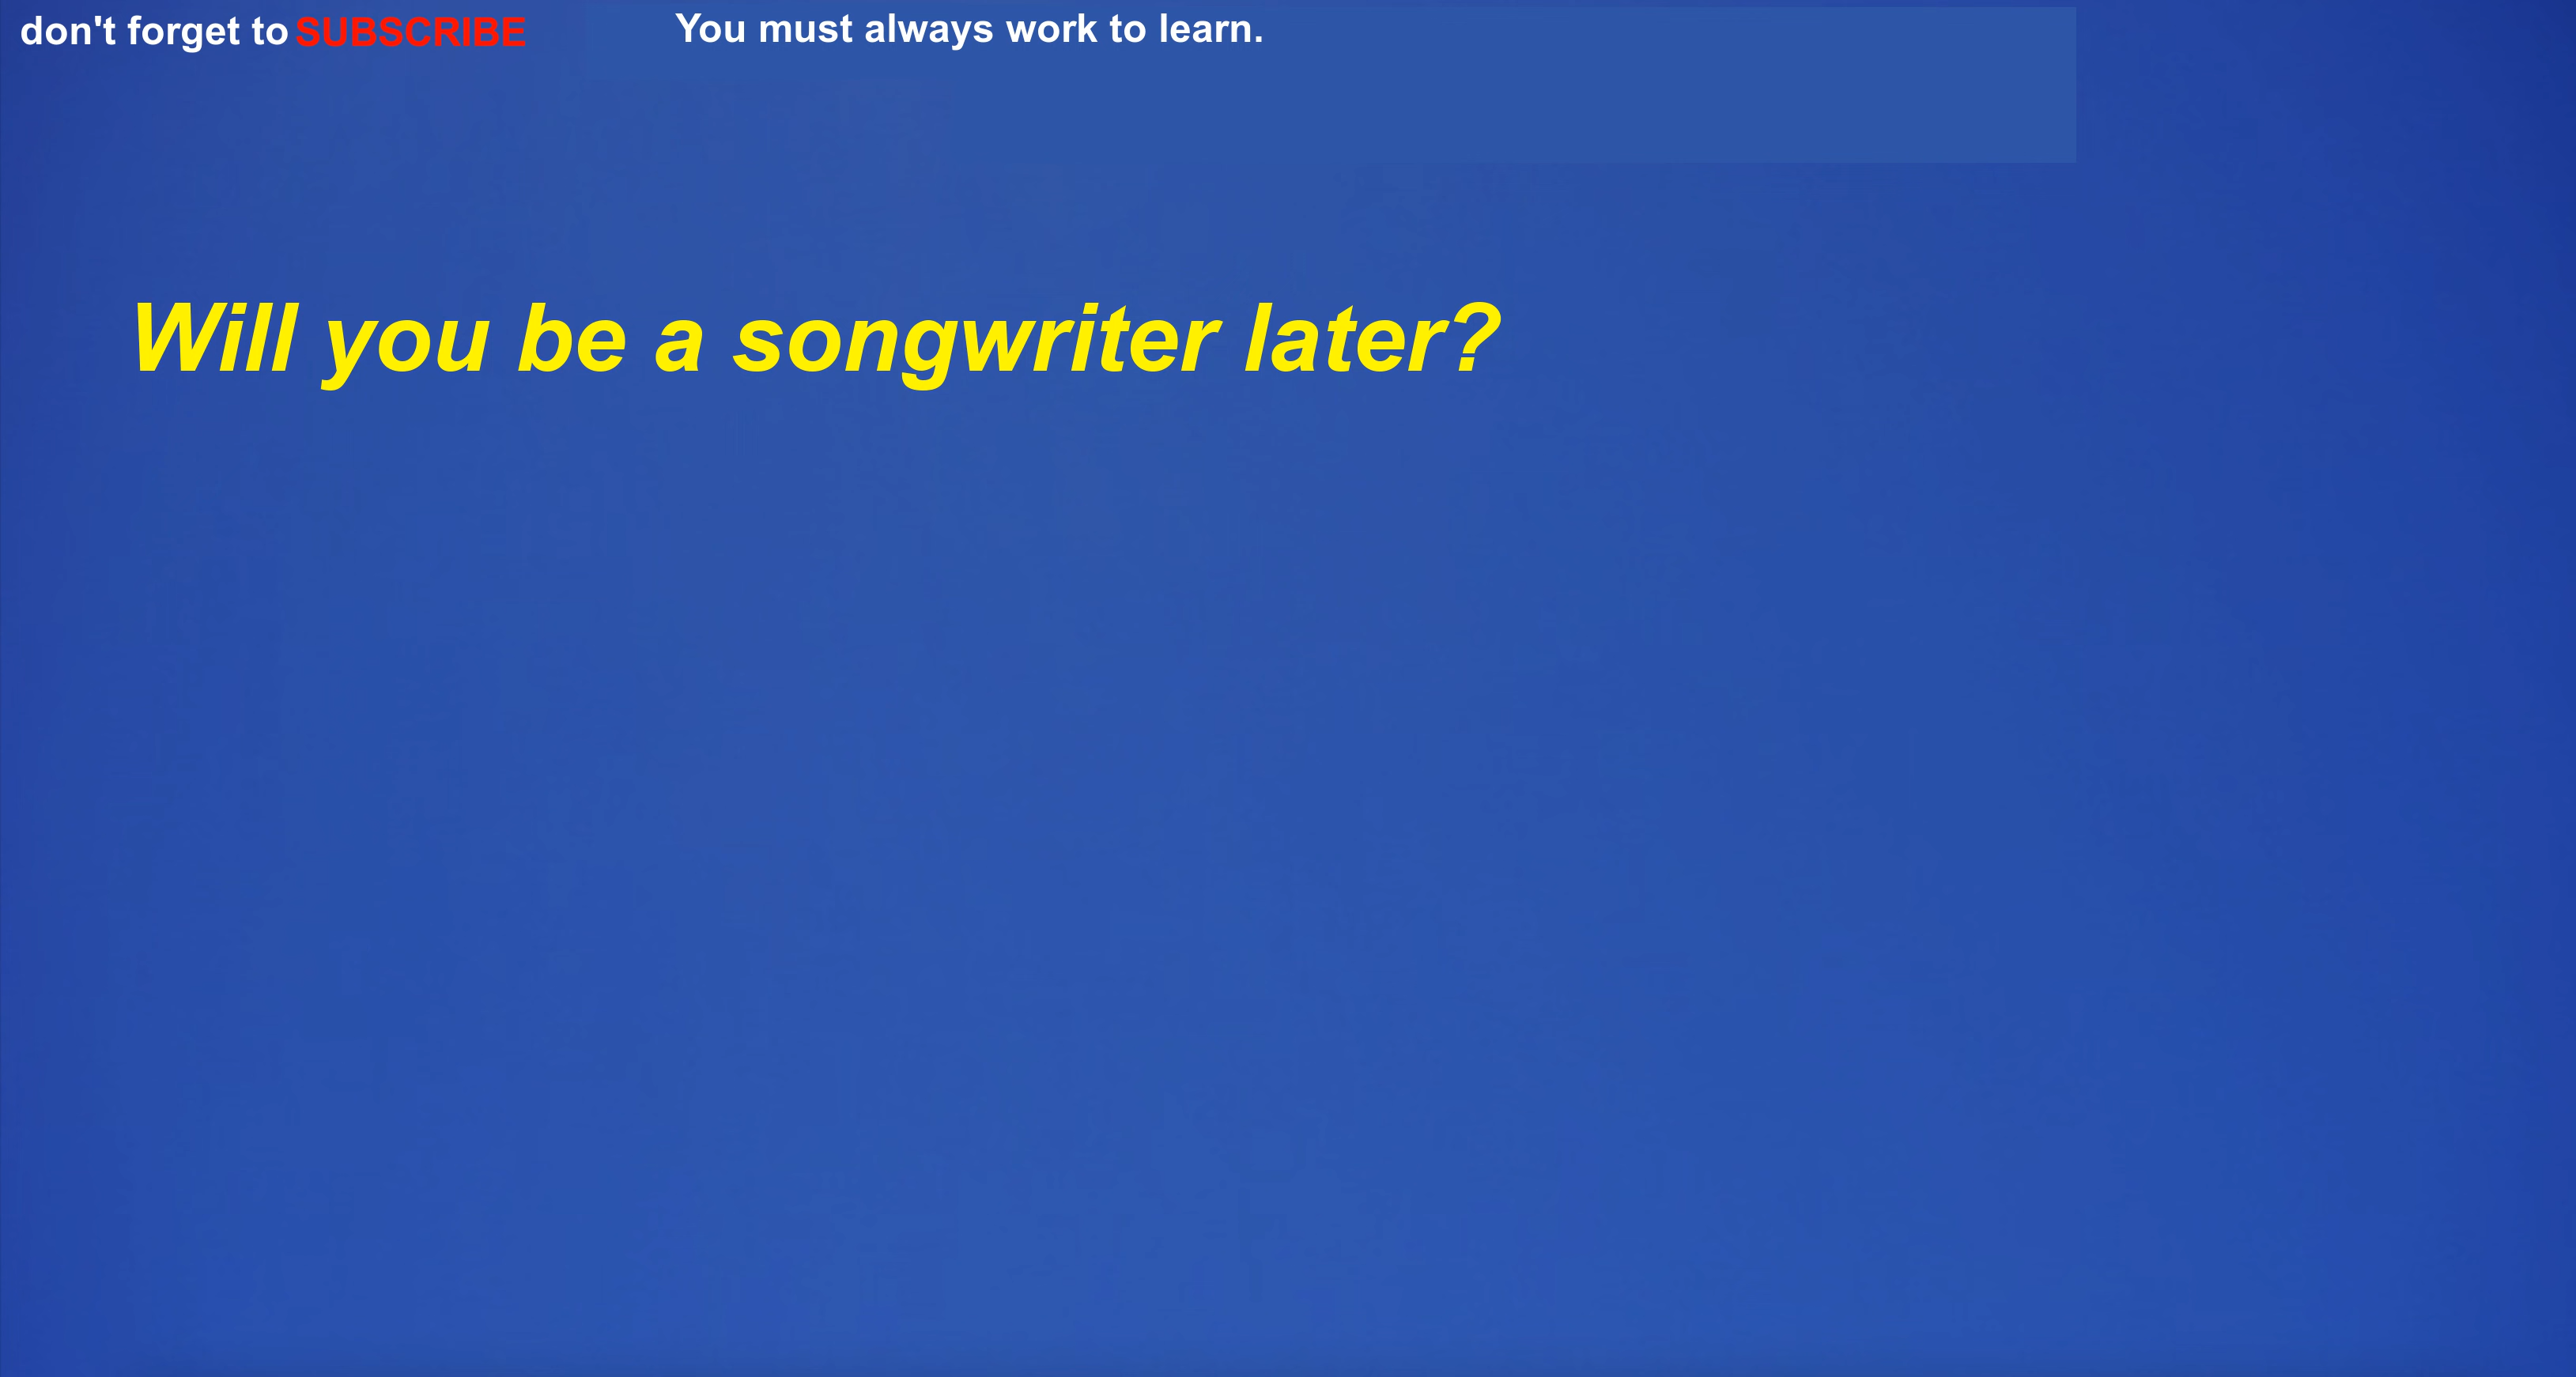 don't forget to SUBSCRIBE
You must always work to learn.
Will you be a songwriter later?